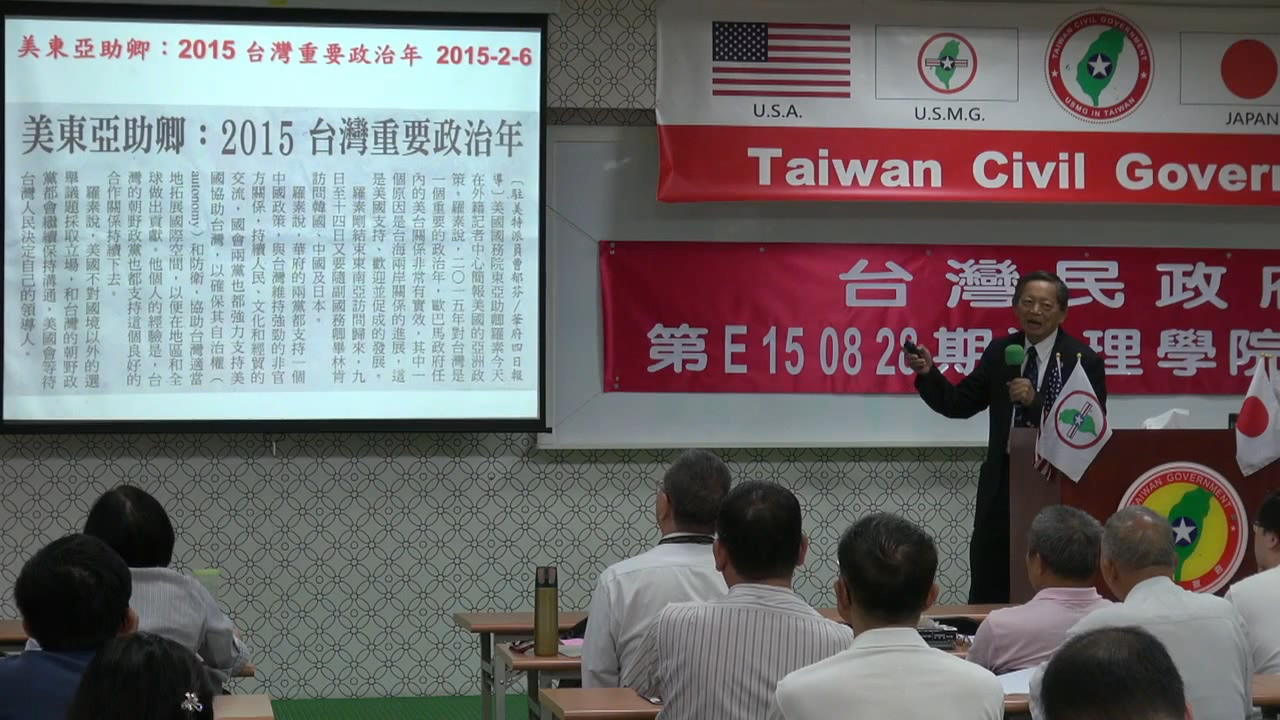 美東亞助卿：2015 台灣重要政治年 2015-2-6
美東亞助卿：2015 台灣重要政治年
〔駐美特派員曹郁芬／華府四日報
導〕美國國務院東亞助卿羅素今天
在外籍記者中心簡報美國的亞洲政
策。羅素說，二〇一五年對台灣是
一個重要的政治年，歐巴馬政府任
內的美台關係非常有實效，其中一
個原因是台海兩岸關係的進展，這
是美國支持、歡迎並促成的發展。
羅素剛結束東南亞訪問歸來，九
日至十四日又要隨副國務卿畢林肯
訪問韓國、中國及日本。
羅素說，華府的兩黨都支持一個
中國政策，與台灣維持強勁的非官
方關係，持續人民、文化和經貿的
交流，國會兩黨也都強力支持美
國協助台灣，以確保其自治權（
autonomy）和防衛，協助台灣適當
地拓展國際空間，以便在地區和全
球做出貢獻。他個人的經驗是，台
灣的朝野政黨也都支持這個良好的
合作關係持續下去。
羅素說，美國不對國境以外的選
舉議題採取立場，和台灣的朝野政
黨都會繼續保持溝通，美國會等待
台灣人民決定自己的領導人。
U.S.A.
U.S.M.G.
TAIWAN CIVIL GOVERNMENT
USMG IN TAIWAN
JAPAN
Taiwan Civil Gover
台灣民政府
第E150828期 理學院
TAIWAN GOVERNMENT